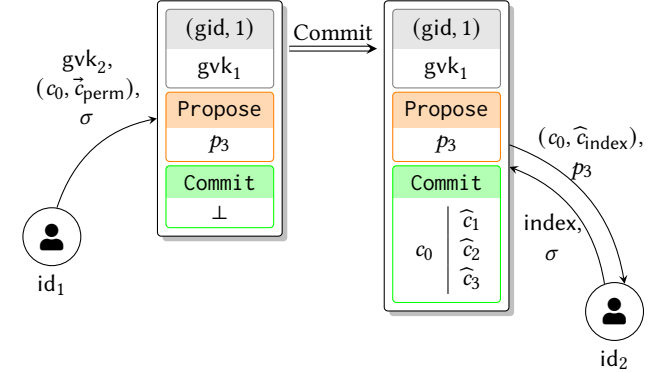 gvk₂,
(c₀, c⃗perm),
σ
id₁
(gid, 1)
gvk₁
Propose
p₃
Commit
⊥
Commit
(gid, 1)
gvk₁
Propose
p₃
Commit
c₀
ĉ₁
ĉ₂
ĉ₃
(c₀, ĉindex),
p₃
index,
σ
id₂